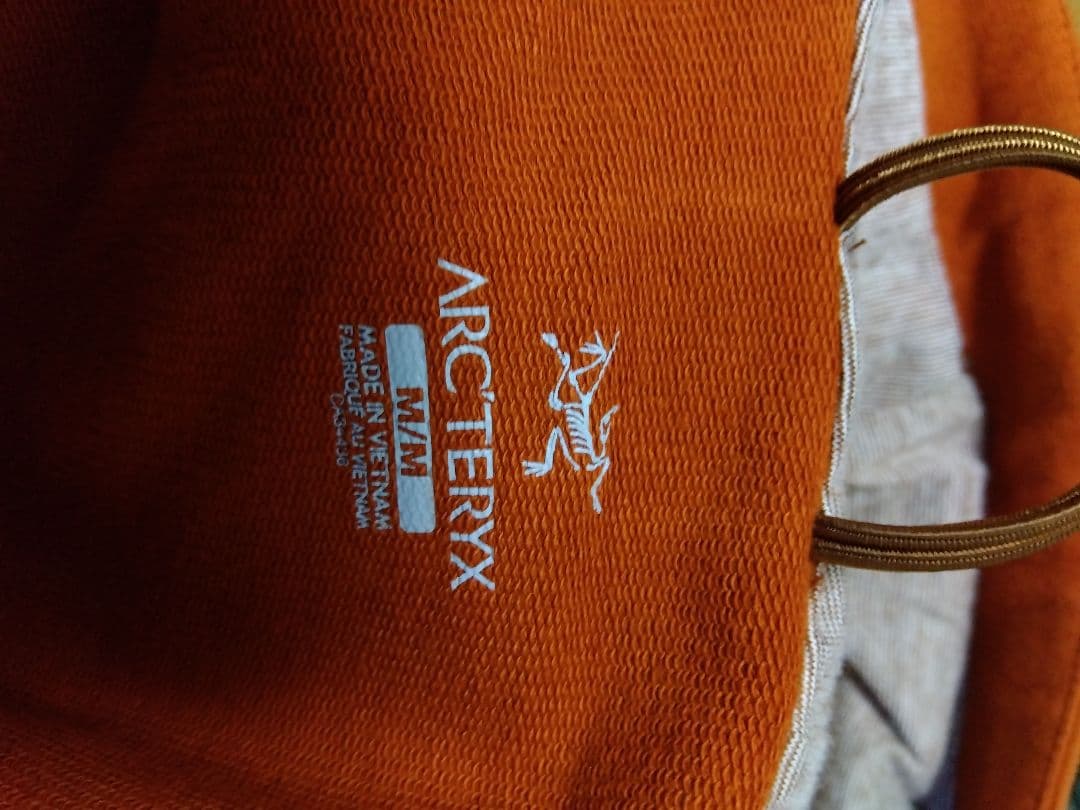 ARC'TERYX
M/M
MADE IN VIETNAM
FABRIQUÉ AU VIETNAM